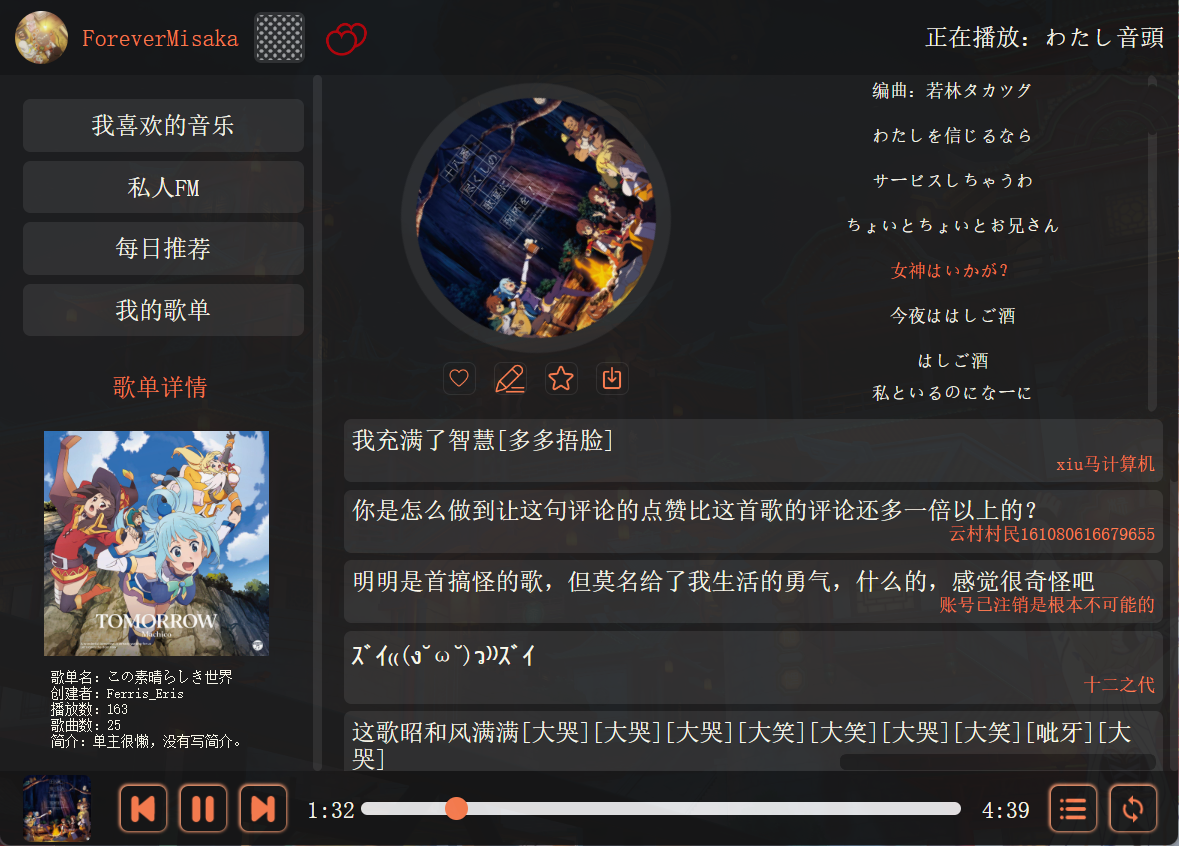 ForeverMisaka
正在播放：わたし音頭
我喜欢的音乐
私人FM
每日推荐
我的歌单
歌单详情
TOMORROW
Machico
歌单名：この素晴らしき世界
创建者：Ferris_Eris
播放数：163
歌曲数：25
简介：单主很懒，没有写简介。
编曲：若林タカツグ
わたしを信じるなら
サービスしちゃうわ
ちょいとちょいとお兄さん
女神はいかが？
今夜ははしご酒
はしご酒
私といるのになーに
我充满了智慧[多多捂脸]
xiu马计算机
你是怎么做到让这句评论的点赞比这首歌的评论还多一倍以上的？
云村村民161080616679655
明明是首搞怪的歌，但莫名给了我生活的勇气，什么的，感觉很奇怪吧
账号已注销是根本不可能的
ｽﾞｲ₍₍(ง˘ω˘)ว⁾⁾ｽﾞｲ
十二之代
这歌昭和风满满[大哭][大哭][大哭][大笑][大笑][大哭][大笑][呲牙][大
哭]
1:32
4:39